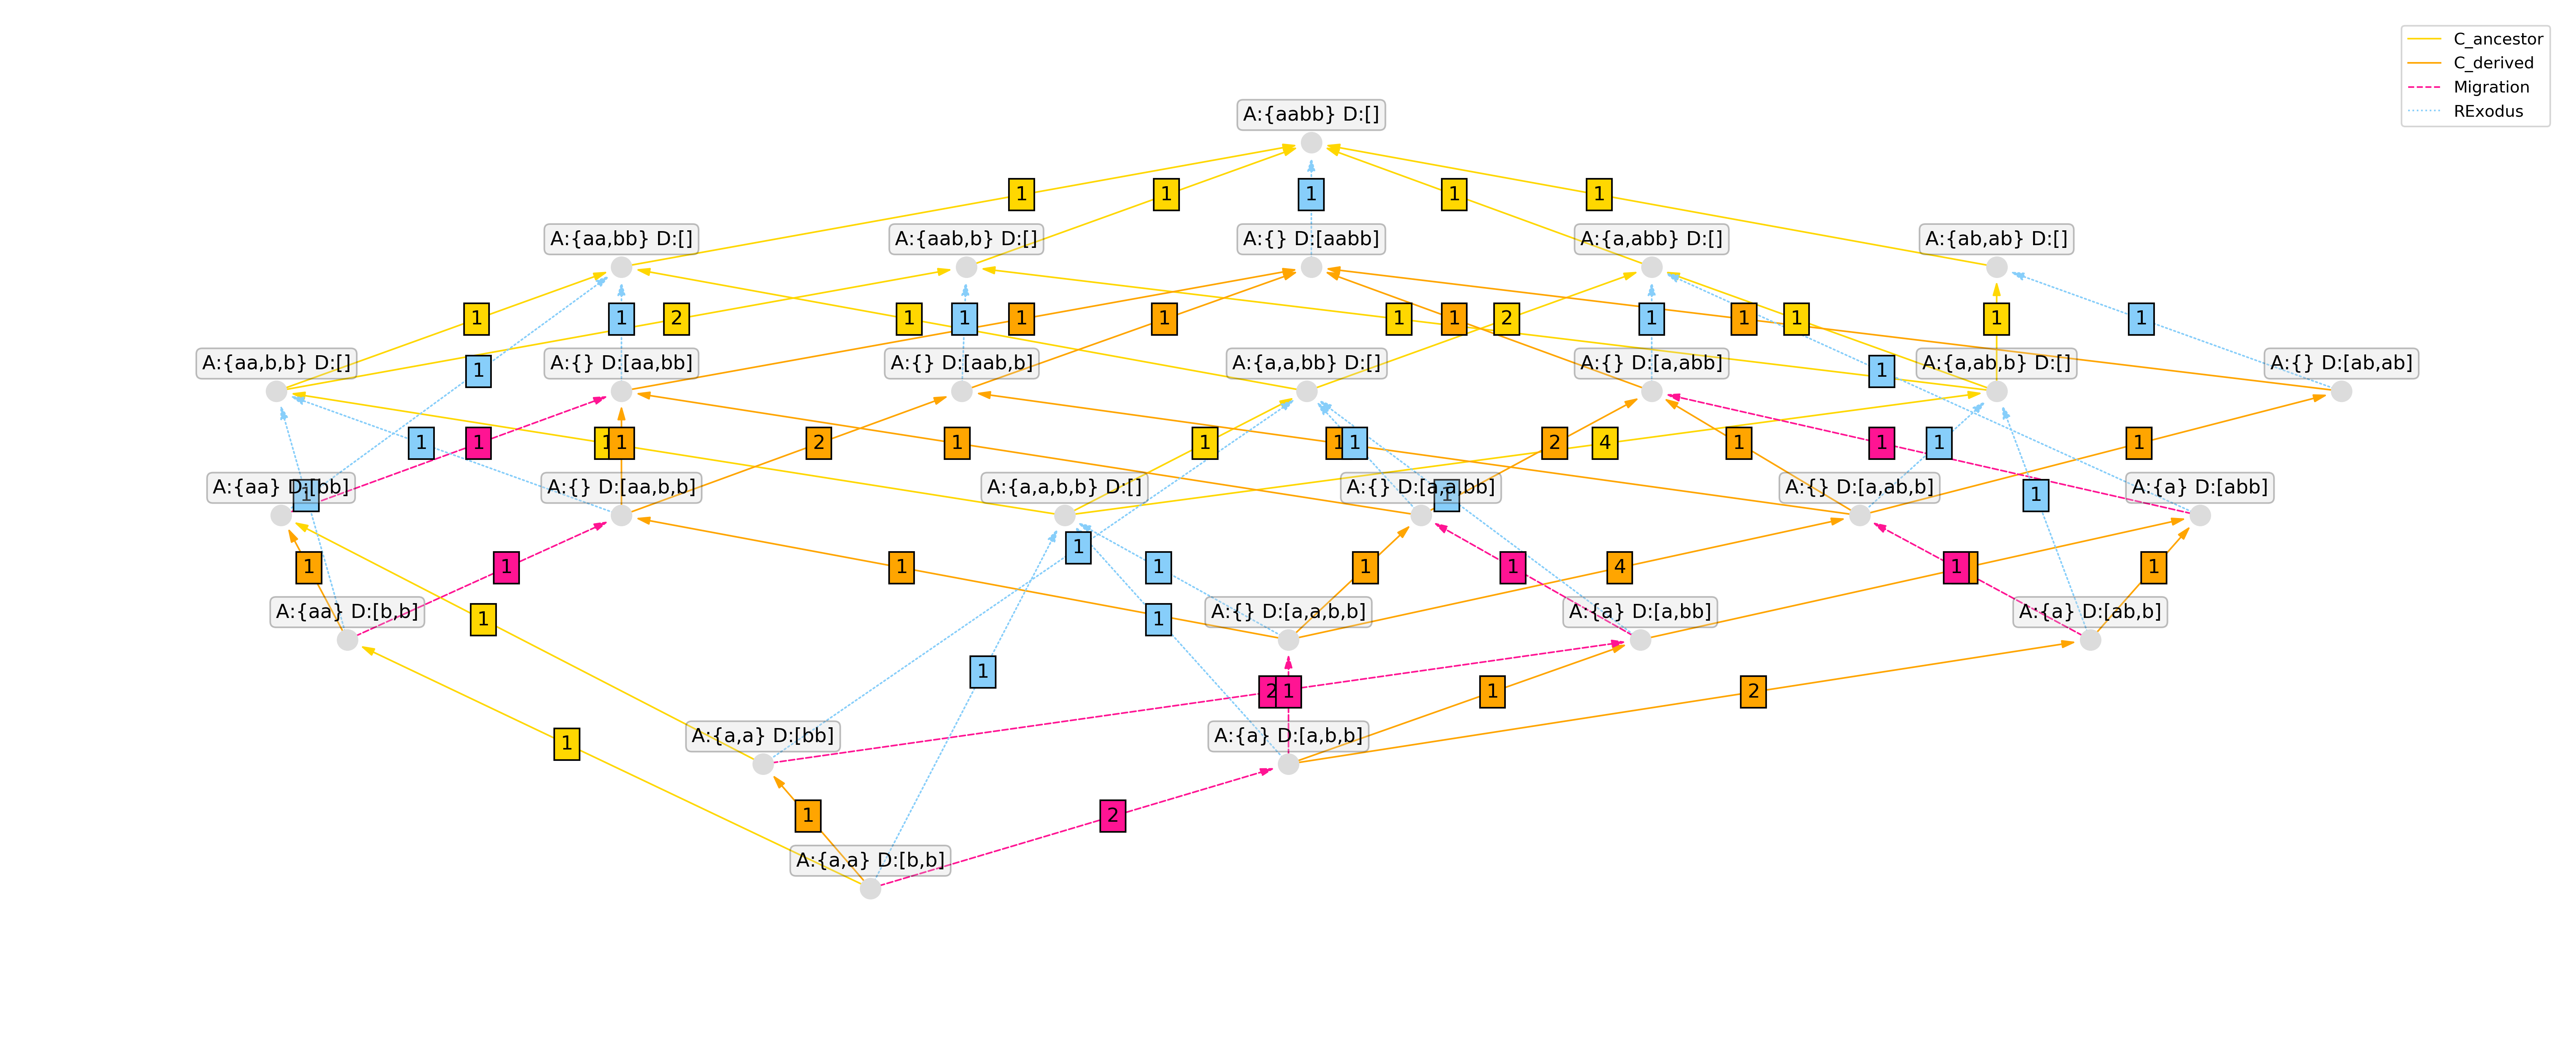 C_ancestor
C_derived
Migration
RExodus
A:{aabb} D:[]
1 1 1 1 1
A:{aa,bb} D:[] A:{aab,b} D:[] A:{} D:[aabb] A:{a,abb} D:[] A:{ab,ab} D:[]
1 1 2 1 1 1 1 1 1 2 1 1 1 1 1
A:{aa,b,b} D:[] A:{} D:[aa,bb] A:{} D:[aab,b] A:{a,a,bb} D:[] A:{} D:[a,abb] A:{a,ab,b} D:[] A:{} D:[ab,ab]
1 1
1 1 1 1 2 1 1 1 1 2 4 1 1 1 1
A:{aa} D:[bb] A:{} D:[aa,b,b] A:{a,a,b,b} D:[] A:{} D:[a,a,bb] A:{} D:[a,ab,b] A:{a} D:[abb]
1 1 1
1
1 1 1 1 1 1 4 1 1
A:{aa} D:[b,b] A:{} D:[a,a,b,b] A:{a} D:[a,bb] A:{a} D:[ab,b]
1 1
1
2 1 1 2
A:{a,a} D:[bb] A:{a} D:[a,b,b]
1
1 2
A:{a,a} D:[b,b]